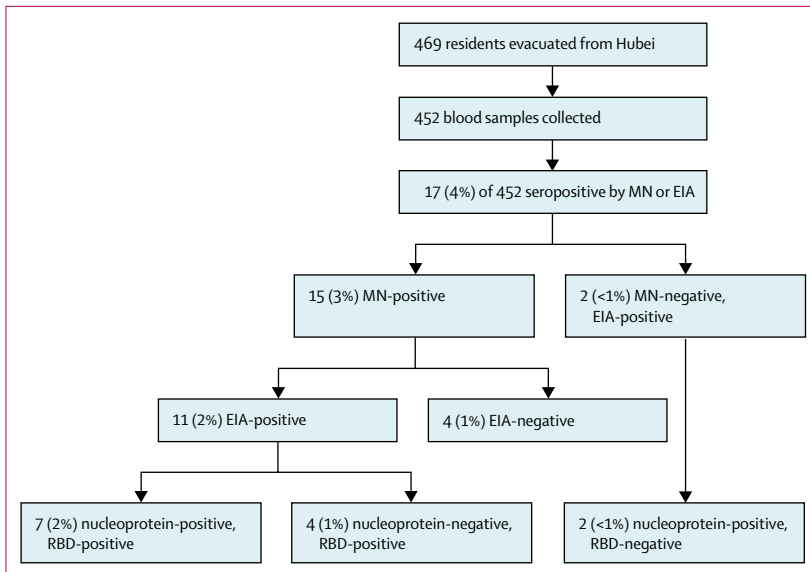 469 residents evacuated from Hubei
452 blood samples collected
17 (4%) of 452 seropositive by MN or EIA
15 (3%) MN-positive
2 (<1%) MN-negative,
EIA-positive
11 (2%) EIA-positive
4 (1%) EIA-negative
7 (2%) nucleoprotein-positive,
RBD-positive
4 (1%) nucleoprotein-negative,
RBD-positive
2 (<1%) nucleoprotein-positive,
RBD-negative